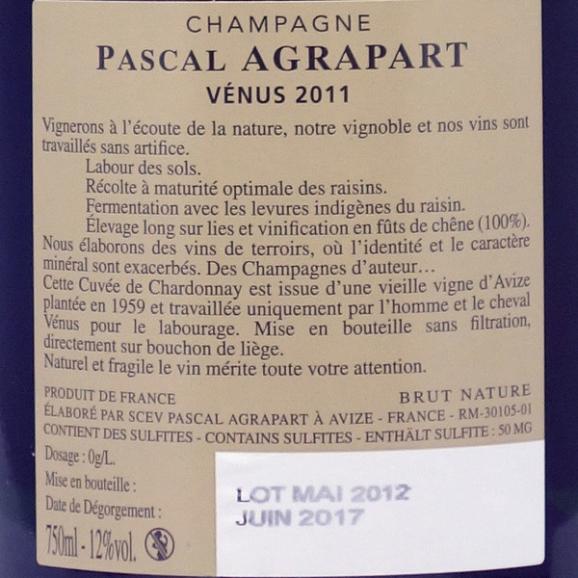 CHAMPAGNE
PASCAL AGRAPART
VÉNUS 2011
Vignerons à l'écoute de la nature, notre vignoble et nos vins sont
travaillés sans artifice.
Labour des sols.
Récolte à maturité optimale des raisins.
Fermentation avec les levures indigènes du raisin.
Élevage long sur lies et vinification en fûts de chêne (100%).
Nous élaborons des vins de terroirs, où l'identité et le caractère
minéral sont exacerbés. Des Champagnes d'auteur…
Cette Cuvée de Chardonnay est issue d'une vieille vigne d'Avize
plantée en 1959 et travaillée uniquement par l'homme et le cheval
Vénus pour le labourage. Mise en bouteille sans filtration,
directement sur bouchon de liège.
Naturel et fragile le vin mérite toute votre attention.
PRODUIT DE FRANCE BRUT NATURE
ÉLABORÉ PAR SCEV PASCAL AGRAPART À AVIZE - FRANCE - RM-30105-01
CONTIENT DES SULFITES - CONTAINS SULFITES - ENTHÄLT SULFITE : 50 MG
Dosage : 0g/L.
Mise en bouteille : LOT MAI 2012
Date de Dégorgement : JUIN 2017
750ml - 12%vol.